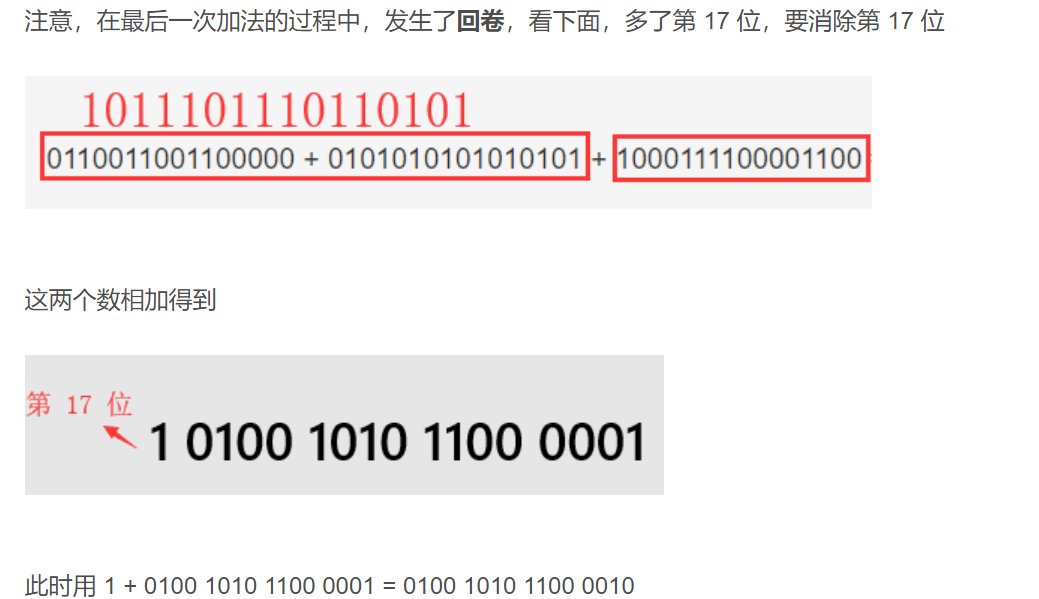 注意，在最后一次加法的过程中，发生了回卷，看下面，多了第 17 位，要消除第 17 位
1011101110110101
0110011001100000 + 0101010101010101 + 1000111100001100
这两个数相加得到
第 17 位
1 0100 1010 1100 0001
此时用 1 + 0100 1010 1100 0001 = 0100 1010 1100 0010